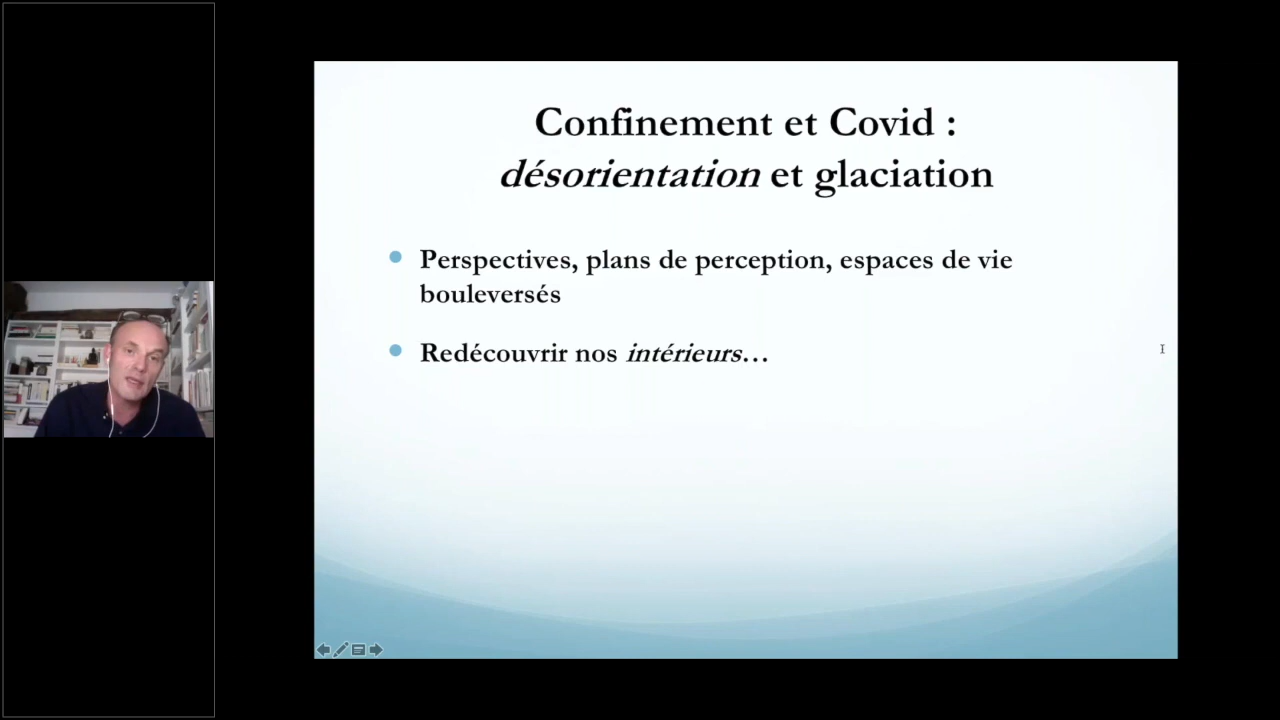 Confinement et Covid :
désorientation et glaciation
Perspectives, plans de perception, espaces de vie
bouleversés
Redécouvrir nos intérieurs…